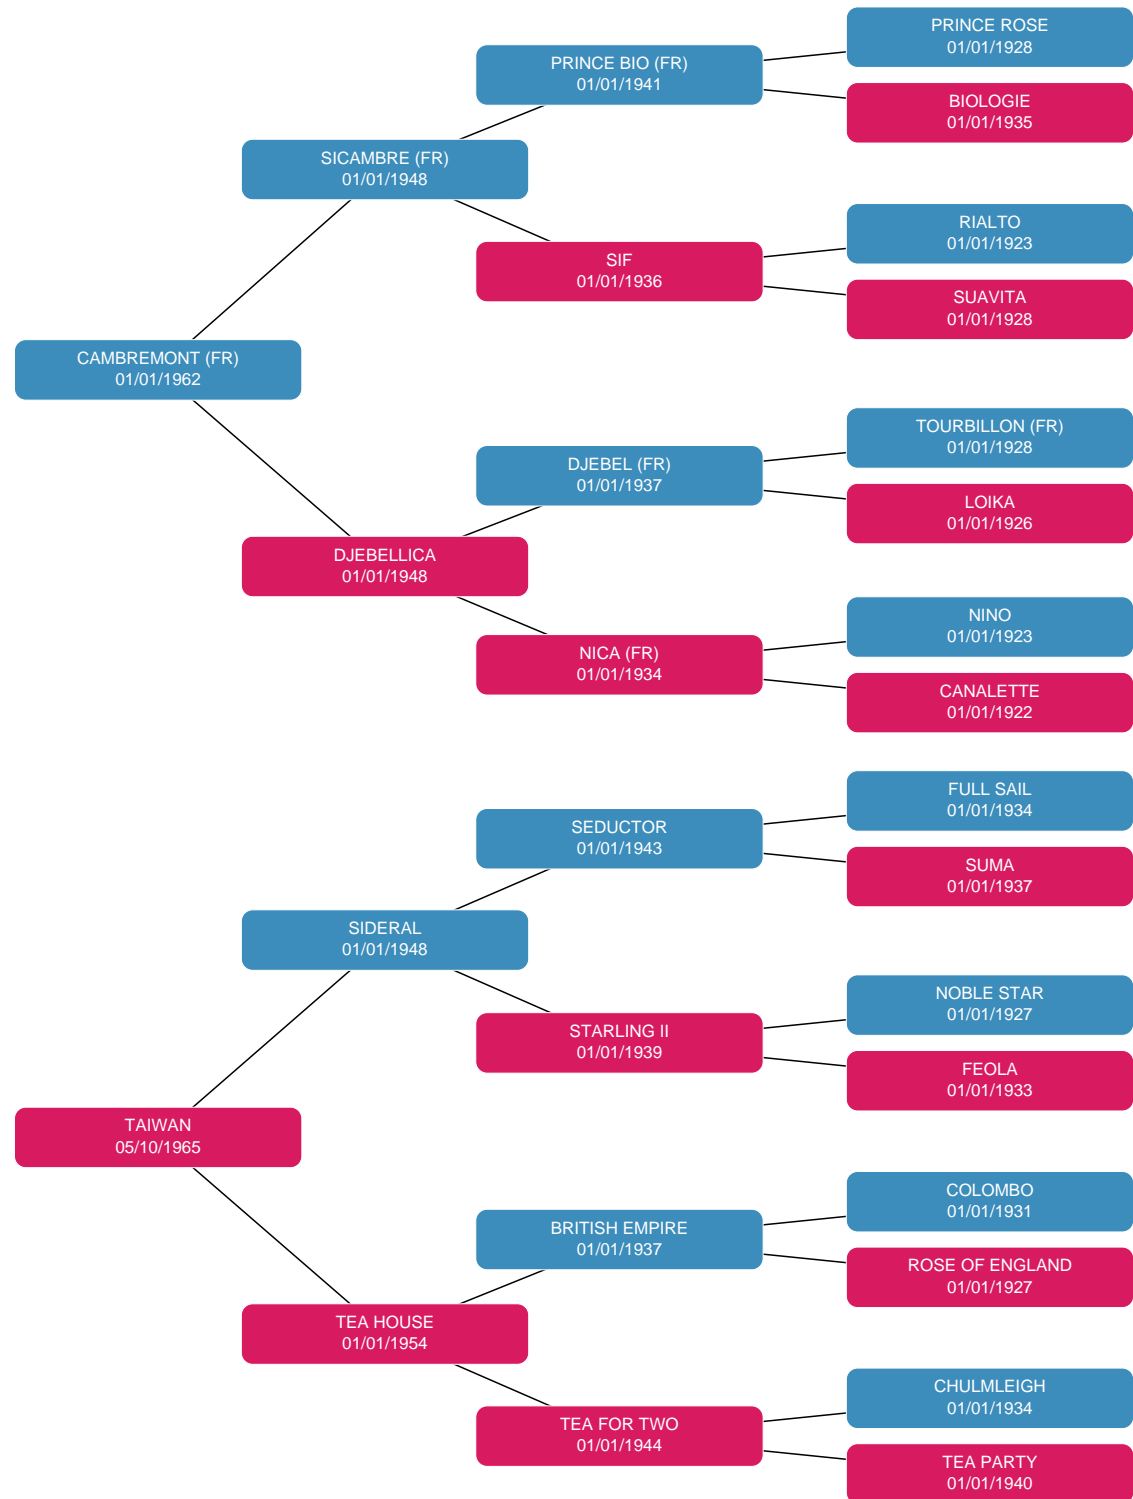 PRINCE ROSE
01/01/1928
PRINCE BIO (FR)
01/01/1941
BIOLOGIE
01/01/1935
SICAMBRE (FR)
01/01/1948
RIALTO
01/01/1923
SIF
01/01/1936
SUAVITA
01/01/1928
CAMBREMONT (FR)
01/01/1962
TOURBILLON (FR)
01/01/1928
DJEBEL (FR)
01/01/1937
LOIKA
01/01/1926
DJEBELLICA
01/01/1948
NINO
01/01/1923
NICA (FR)
01/01/1934
CANALETTE
01/01/1922
FULL SAIL
01/01/1934
SEDUCTOR
01/01/1943
SUMA
01/01/1937
SIDERAL
01/01/1948
NOBLE STAR
01/01/1927
STARLING II
01/01/1939
FEOLA
01/01/1933
TAIWAN
05/10/1965
COLOMBO
01/01/1931
BRITISH EMPIRE
01/01/1937
ROSE OF ENGLAND
01/01/1927
TEA HOUSE
01/01/1954
CHULMLEIGH
01/01/1934
TEA FOR TWO
01/01/1944
TEA PARTY
01/01/1940